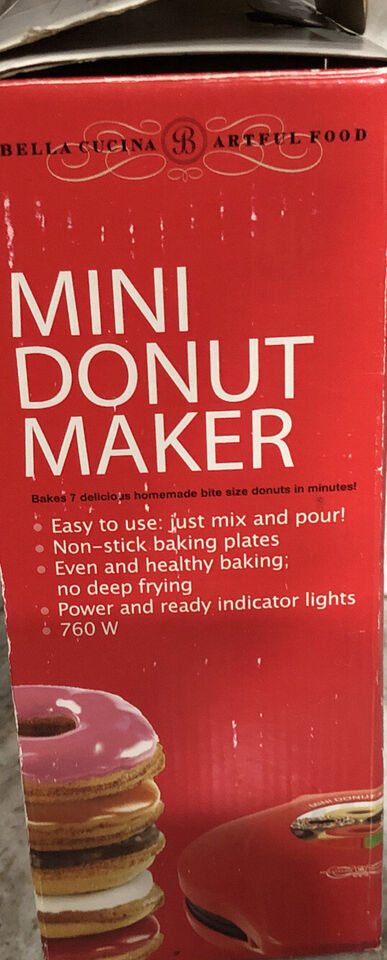 BELLA CUCINA B ARTFUL FOOD
MINI
DONUT
MAKER
Bakes 7 delicious homemade bite size donuts in minutes!
• Easy to use: just mix and pour!
• Non-stick baking plates
• Even and healthy baking;
no deep frying
• Power and ready indicator lights
• 760 W
MINI DONUT